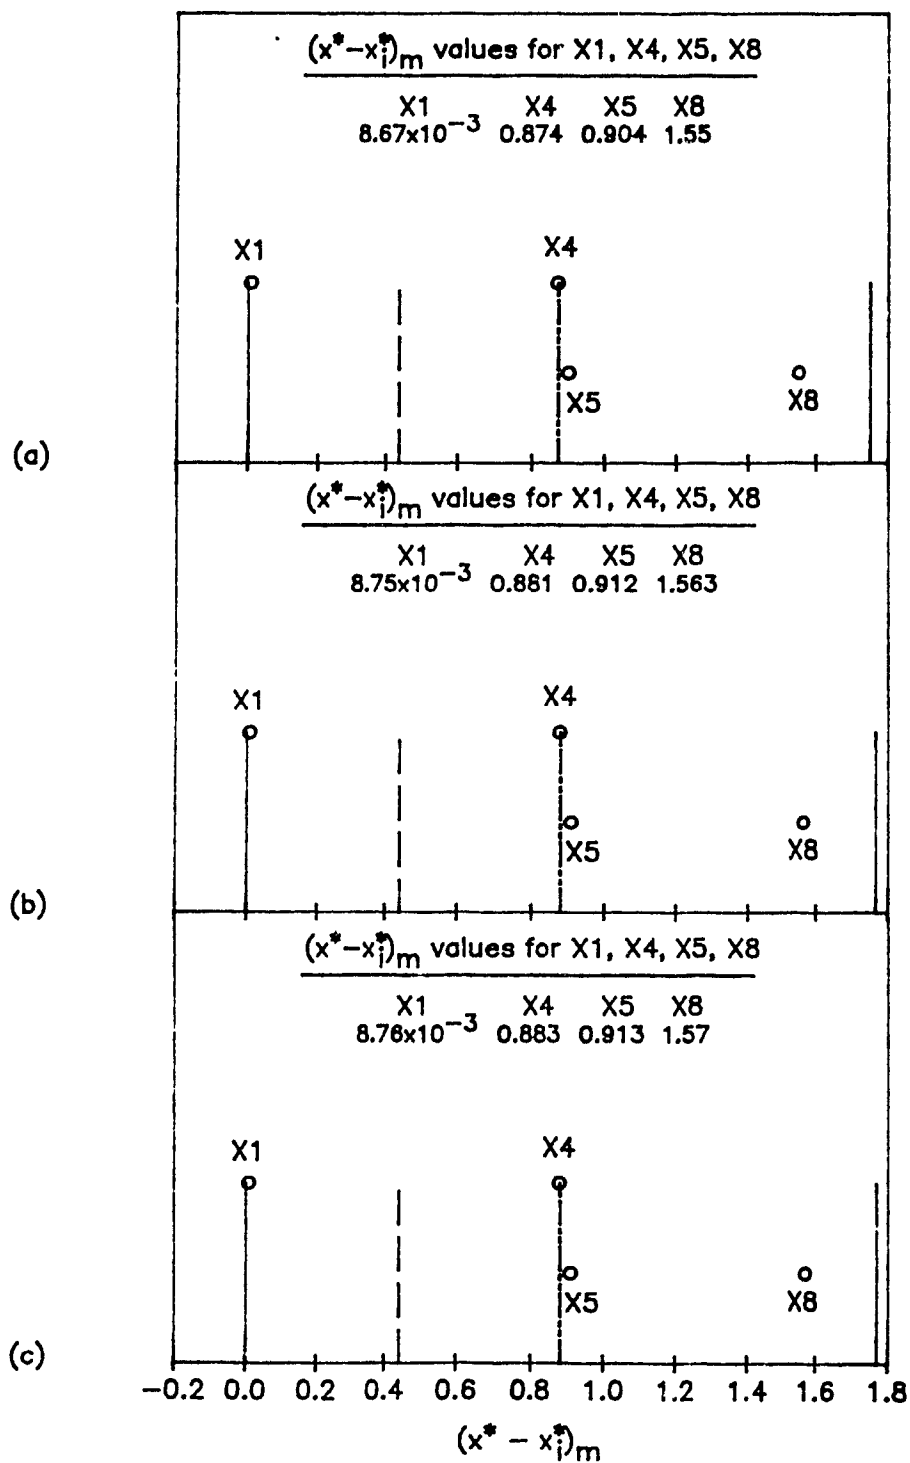 (x*-x*i)m values for X1, X4, X5, X8
X1 X4 X5 X8
8.67x10-3 0.874 0.904 1.55
X1
X4
X5
X8
(a)
(x*-x*i)m values for X1, X4, X5, X8
X1 X4 X5 X8
8.75x10-3 0.881 0.912 1.563
X1
X4
X5
X8
(b)
(x*-x*i)m values for X1, X4, X5, X8
X1 X4 X5 X8
8.76x10-3 0.883 0.913 1.57
X1
X4
X5
X8
(c)
-0.2 0.0 0.2 0.4 0.6 0.8 1.0 1.2 1.4 1.6 1.8
(x* - x*i)m